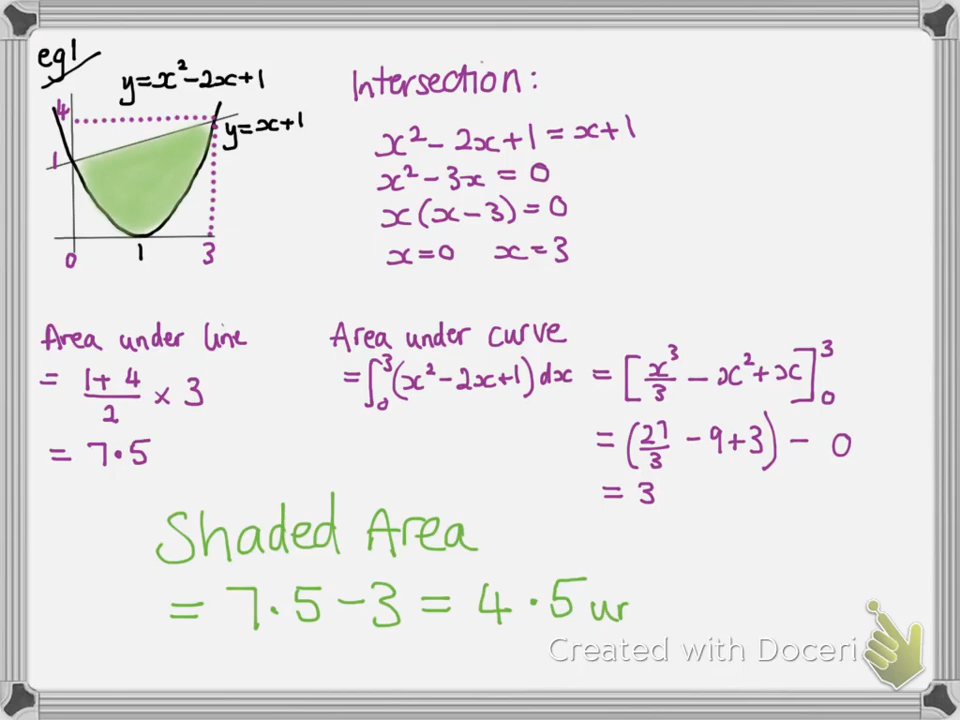 eg1
y=x²-2x+1
4
y=x+1
1
0
1
3
Intersection:
x²-2x+1=x+1
x²-3x=0
x(x-3)=0
x=0 x=3
Area under line
= (1+4)/2 × 3
= 7.5
Area under curve
= ∫₀³(x²-2x+1)dx = [x³/3 - x²+x]₀³
= (27/3 -9+3) - 0
= 3
Shaded Area
= 7.5-3 = 4.5 ur
Created with Doceri